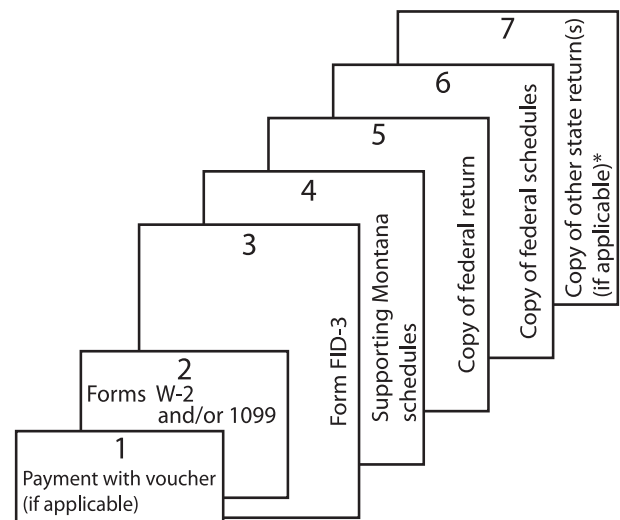 7
Copy of other state return(s)
(if applicable)*
6
Copy of federal schedules
5
Copy of federal return
4
Supporting Montana
schedules
3
Form FID-3
2
Forms W-2
and/or 1099
1
Payment with voucher
(if applicable)